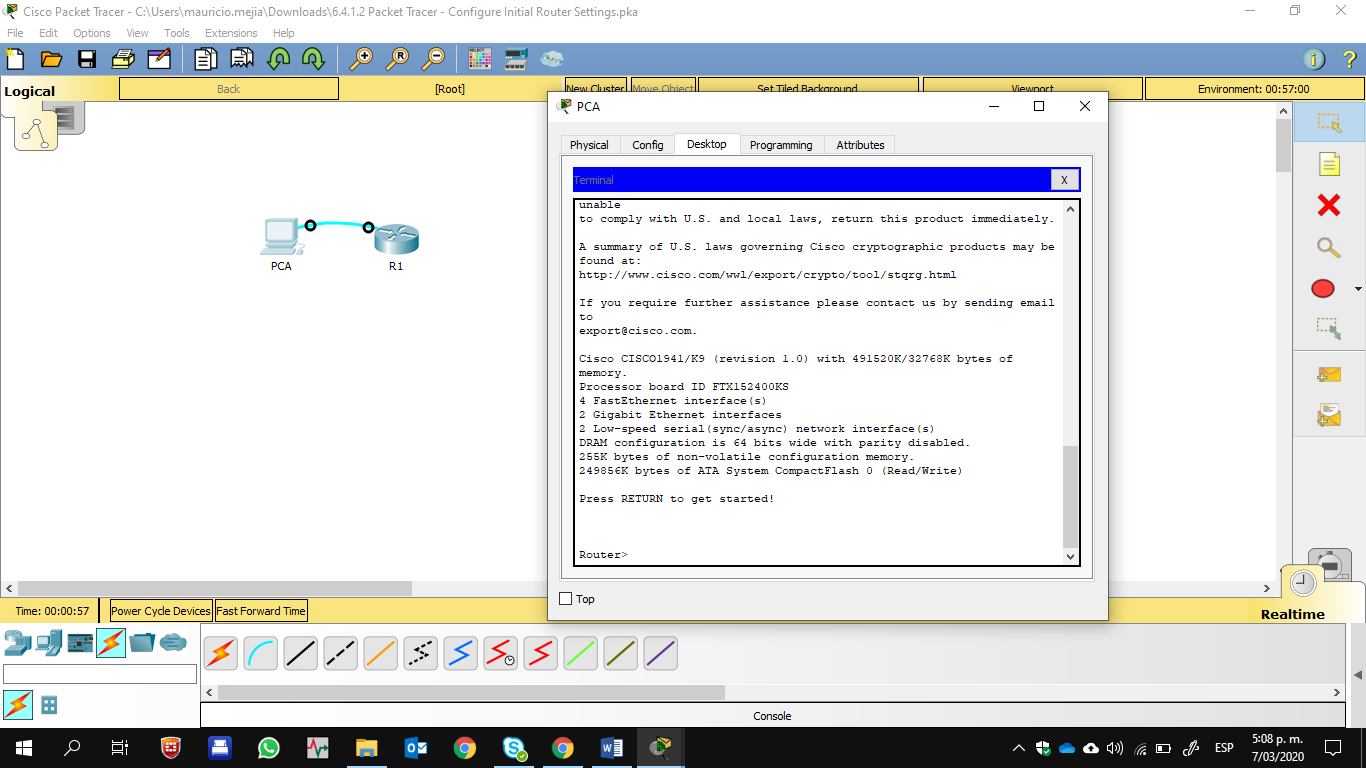 Cisco Packet Tracer - C:\Users\mauricio.mejia\Downloads\6.4.1.2 Packet Tracer - Configure Initial Router Settings.pka
File Edit Options View Tools Extensions Help
Logical Back [Root] New Cluster Move Object Set Tiled Background Viewport Environment: 00:57:00
PCA
Physical Config Desktop Programming Attributes
Terminal X
unable
to comply with U.S. and local laws, return this product immediately.
A summary of U.S. laws governing Cisco cryptographic products may be
found at:
http://www.cisco.com/wwl/export/crypto/tool/stqrg.html
If you require further assistance please contact us by sending email
to
export@cisco.com.
Cisco CISCO1941/K9 (revision 1.0) with 491520K/32768K bytes of
memory.
Processor board ID FTX152400KS
4 FastEthernet interface(s)
2 Gigabit Ethernet interfaces
2 Low-speed serial(sync/async) network interface(s)
DRAM configuration is 64 bits wide with parity disabled.
255K bytes of non-volatile configuration memory.
249856K bytes of ATA System CompactFlash 0 (Read/Write)
Press RETURN to get started!
Router>
Top
PCA R1
Time: 00:00:57 Power Cycle Devices Fast Forward Time Realtime
Console
ESP
5:08 p. m.
7/03/2020